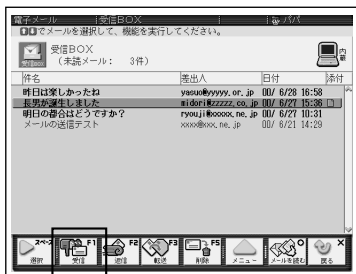 電子メール 受信BOX パパ
でメールを選択して、機能を実行してください。
受信BOX
(未読メール： 3件)
内蔵
件名 差出人 日付 添付
昨日は楽しかったね yasuo@yyyyy.or.jp 00/ 6/28 16:58
長男が誕生しました midori@zzzzz.co.jp 00/ 6/27 15:36
明日の都合はどうですか? ryouji@xxxxx.ne.jp 00/ 6/27 10:31
メールの送信テスト xxxx@xxx.ne.jp 00/ 6/21 14:29
スペース F1 F2 F3 F5 ×
選択 受信 返信 転送 削除 メニュー メールを読む 戻る